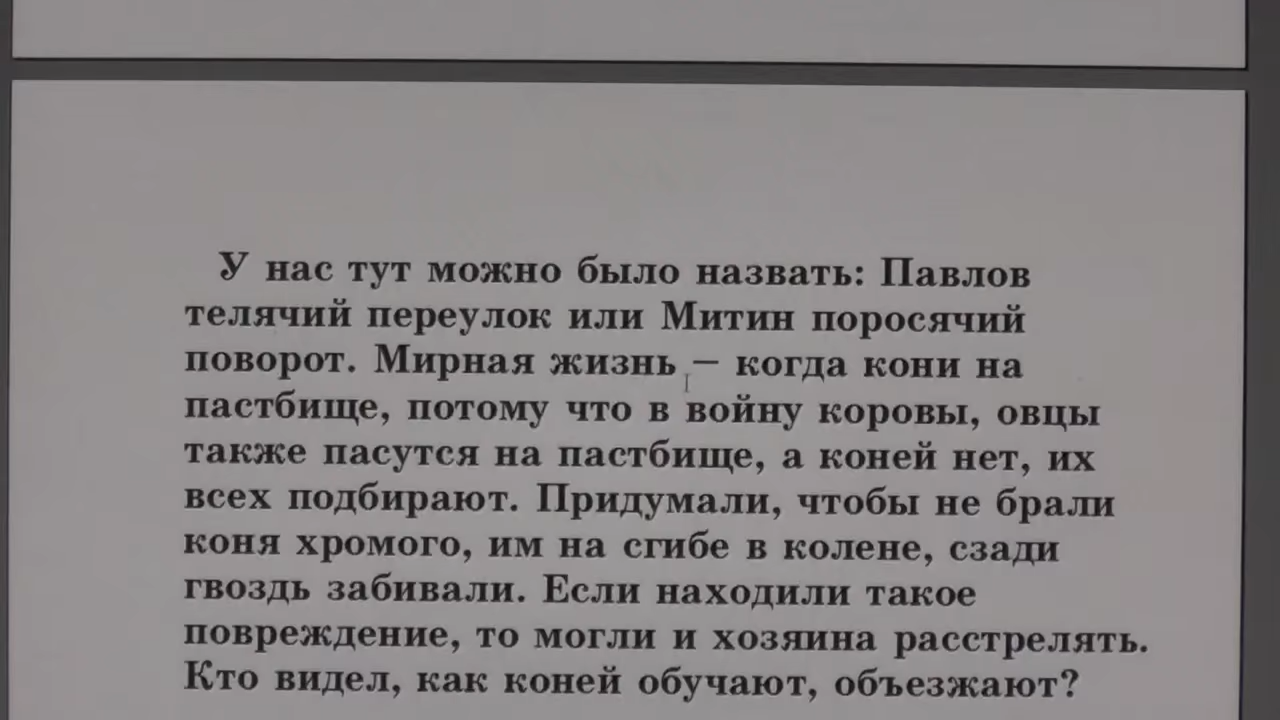 У нас тут можно было назвать: Павлов
телячий переулок или Митин поросячий
поворот. Мирная жизнь – когда кони на
пастбище, потому что в войну коровы, овцы
также пасутся на пастбище, а коней нет, их
всех подбирают. Придумали, чтобы не брали
коня хромого, им на сгибе в колене, сзади
гвоздь забивали. Если находили такое
повреждение, то могли и хозяина расстрелять.
Кто видел, как коней обучают, объезжают?